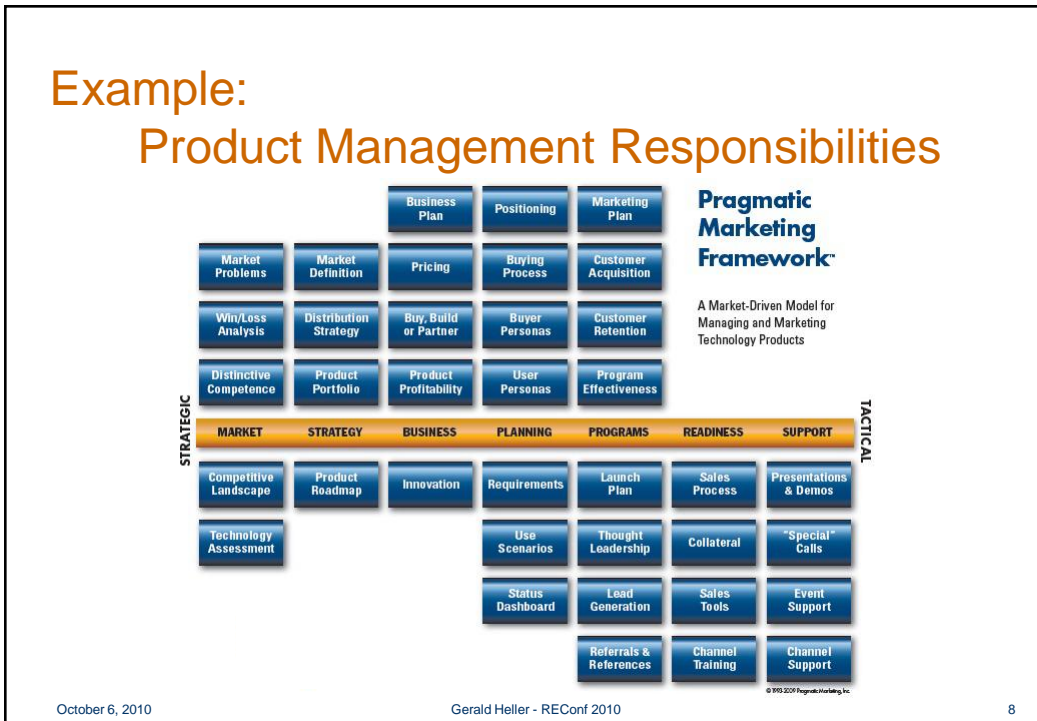 Example:
Product Management Responsibilities
Pragmatic
Marketing
Framework™
A Market-Driven Model for
Managing and Marketing
Technology Products
Business
Plan
Positioning
Marketing
Plan
Market
Problems
Market
Definition
Pricing
Buying
Process
Customer
Acquisition
Win/Loss
Analysis
Distribution
Strategy
Buy, Build
or Partner
Buyer
Personas
Customer
Retention
Distinctive
Competence
Product
Portfolio
Product
Profitability
User
Personas
Program
Effectiveness
STRATEGIC
MARKET
STRATEGY
BUSINESS
PLANNING
PROGRAMS
READINESS
SUPPORT
TACTICAL
Competitive
Landscape
Product
Roadmap
Innovation
Requirements
Launch
Plan
Sales
Process
Presentations
& Demos
Technology
Assessment
Use
Scenarios
Thought
Leadership
Collateral
"Special"
Calls
Status
Dashboard
Lead
Generation
Sales
Tools
Event
Support
Referrals &
References
Channel
Training
Channel
Support
© 1993-2009 Pragmatic Marketing, Inc.
October 6, 2010
Gerald Heller - REConf 2010
8